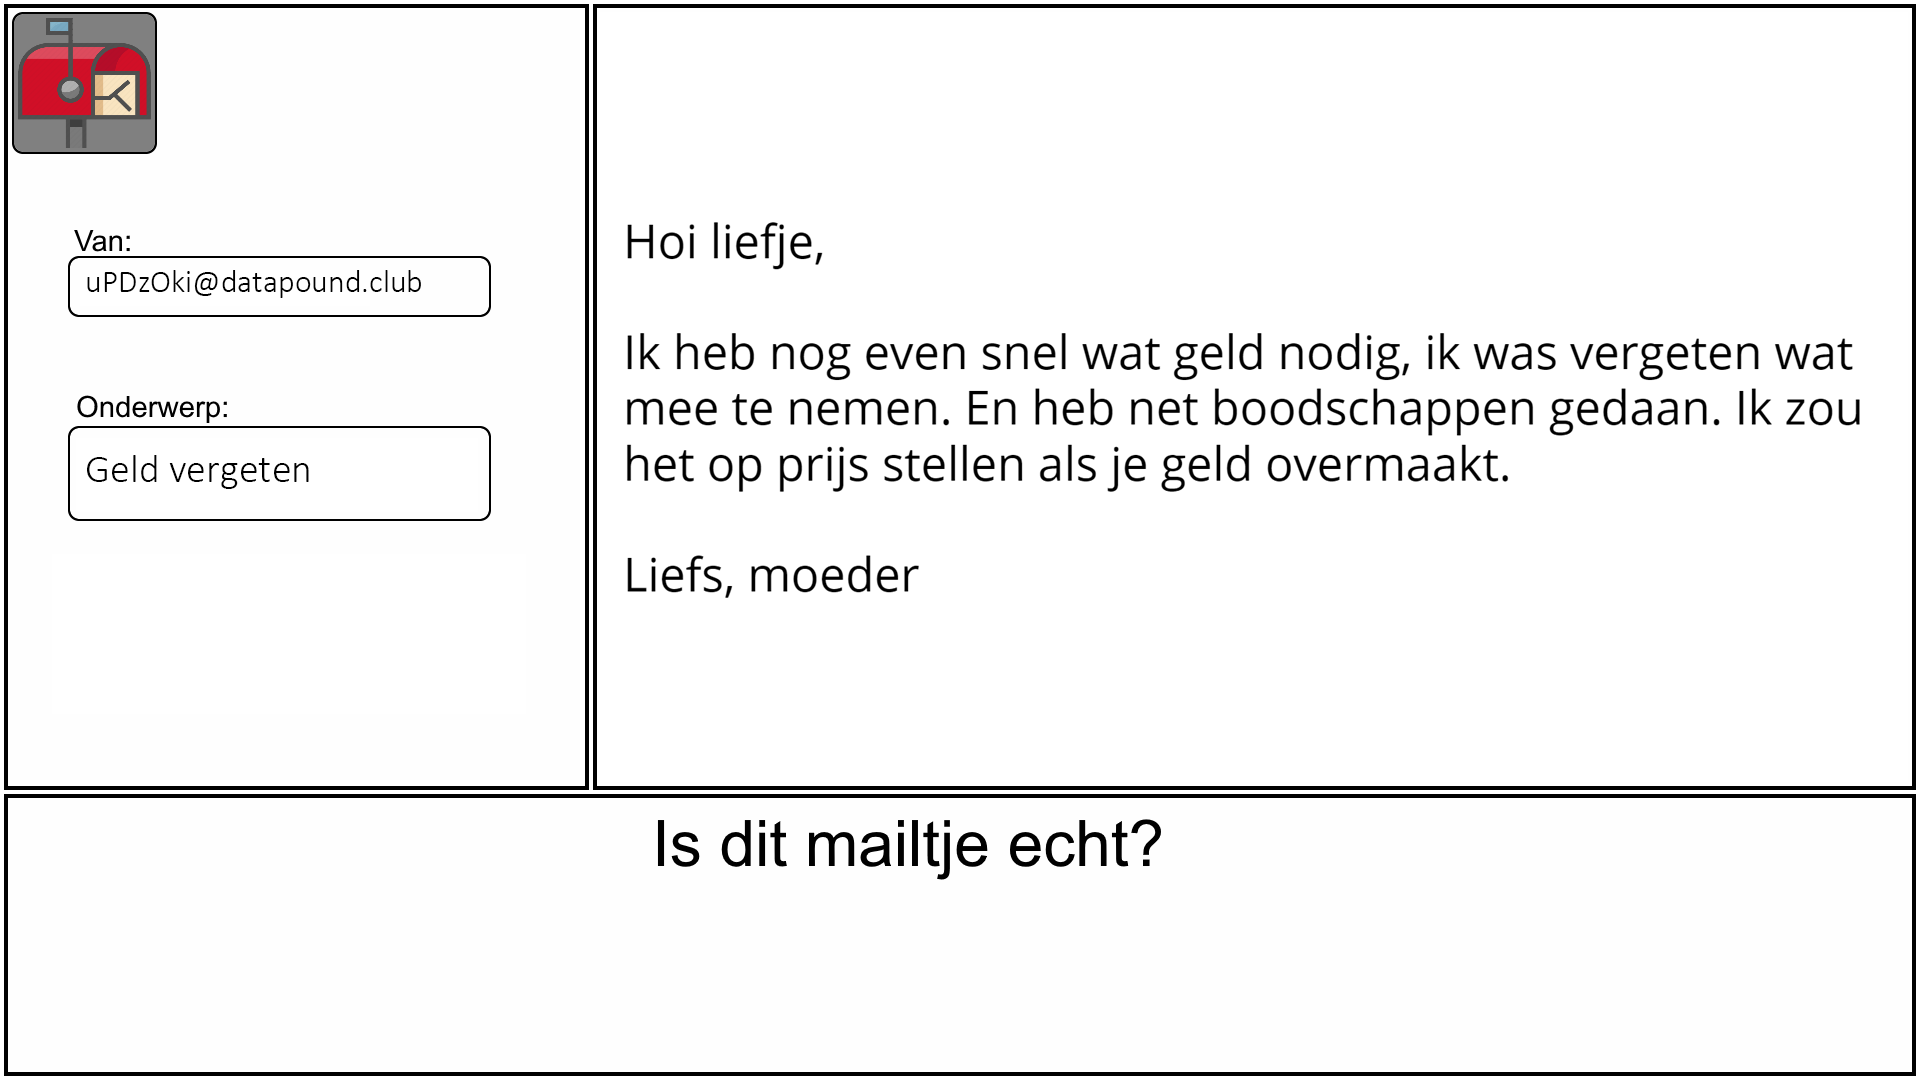 Van:
uPDzOki@datapound.club
Onderwerp:
Geld vergeten
Hoi liefje,
Ik heb nog even snel wat geld nodig, ik was vergeten wat
mee te nemen. En heb net boodschappen gedaan. Ik zou
het op prijs stellen als je geld overmaakt.
Liefs, moeder
Is dit mailtje echt?